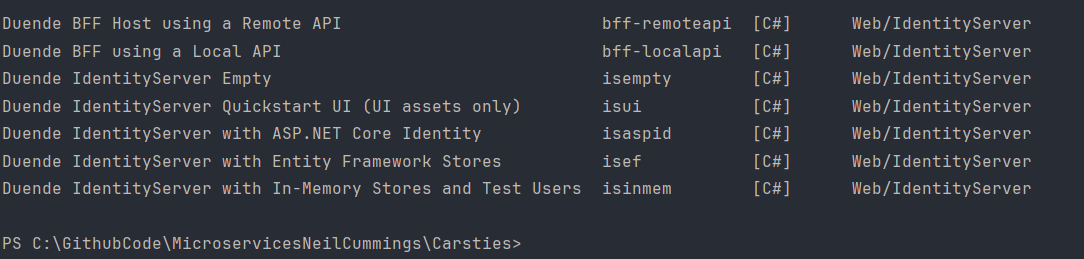 Duende BFF Host using a Remote API bff-remoteapi [C#] Web/IdentityServer
Duende BFF using a Local API bff-localapi [C#] Web/IdentityServer
Duende IdentityServer Empty isempty [C#] Web/IdentityServer
Duende IdentityServer Quickstart UI (UI assets only) isui [C#] Web/IdentityServer
Duende IdentityServer with ASP.NET Core Identity isaspid [C#] Web/IdentityServer
Duende IdentityServer with Entity Framework Stores isef [C#] Web/IdentityServer
Duende IdentityServer with In-Memory Stores and Test Users isinmem [C#] Web/IdentityServer
PS C:\GithubCode\MicroservicesNeilCummings\Carsties>